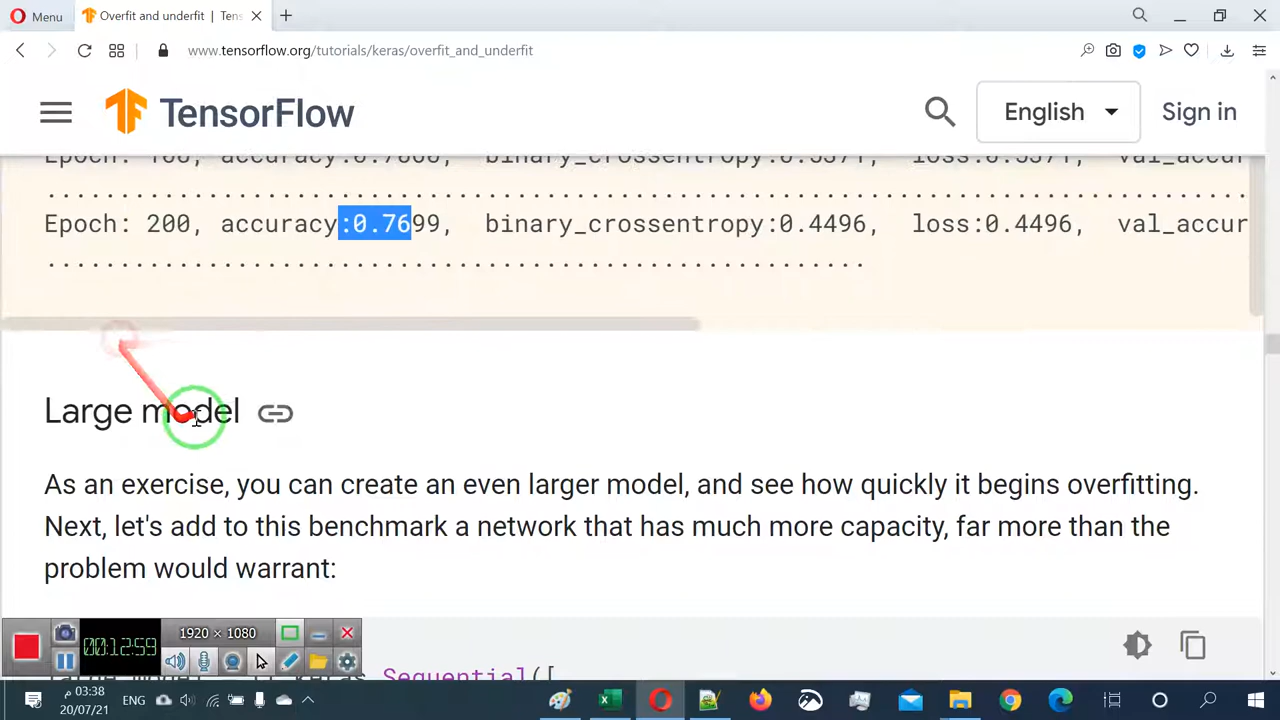 Menu
Overfit and underfit | Tens
www.tensorflow.org/tutorials/keras/overfit_and_underfit
TensorFlow
English
Sign in
Epoch: 200, accuracy:0.7699, binary_crossentropy:0.4496, loss:0.4496, val_accur
Large model
As an exercise, you can create an even larger model, and see how quickly it begins overfitting.
Next, let's add to this benchmark a network that has much more capacity, far more than the
problem would warrant:
Sequential([
00:12:59
1920 × 1080
ENG
03:38 م
20/07/21